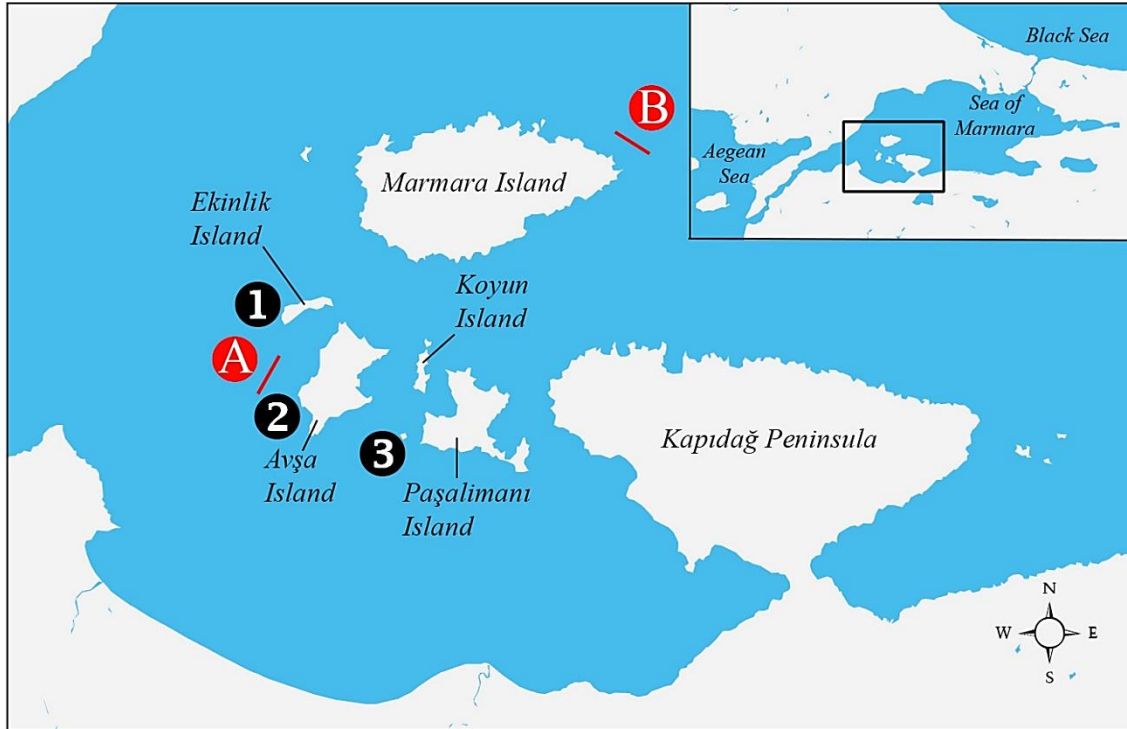 Black Sea
Sea of
Marmara
Aegean
Sea
B
Marmara Island
Ekinlik
Island
1
Koyun
Island
A
2
3
Avşa
Island
Paşalimanı
Island
Kapıdağ Peninsula
N
W
E
S